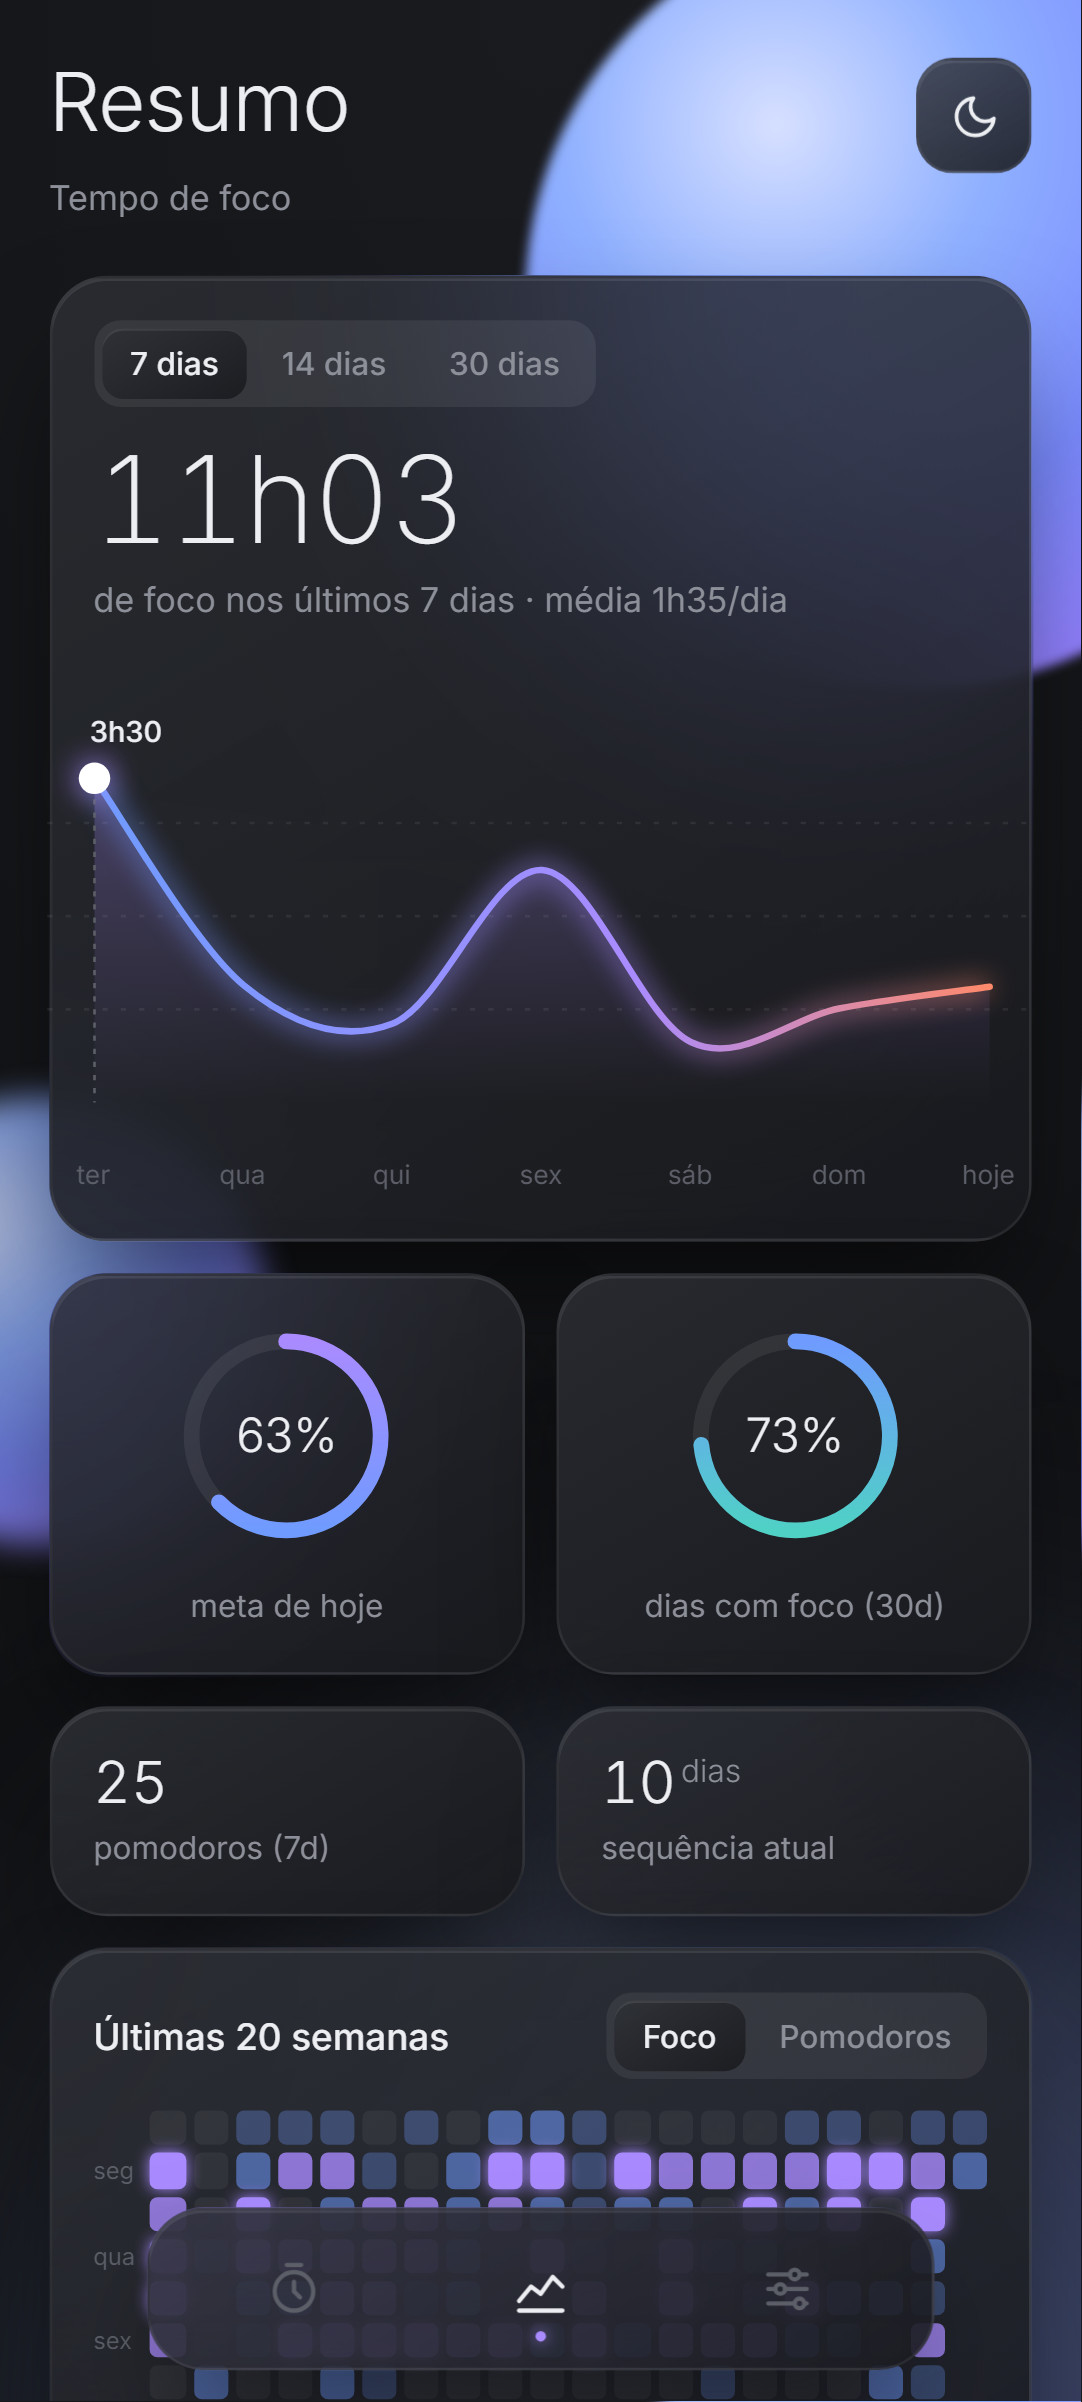 Resumo
Tempo de foco
7 dias 14 dias 30 dias
11h03
de foco nos últimos 7 dias · média 1h35/dia
3h30
ter qua qui sex sáb dom hoje
63%
meta de hoje
73%
dias com foco (30d)
25
pomodoros (7d)
10 dias
sequência atual
Últimas 20 semanas
Foco Pomodoros
seg
qua
sex